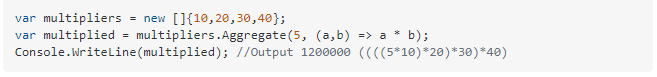 var multipliers = new []{10,20,30,40};
var multiplied = multipliers.Aggregate(5, (a,b) => a * b);
Console.WriteLine(multiplied); //Output 1200000 ((((5*10)*20)*30)*40)